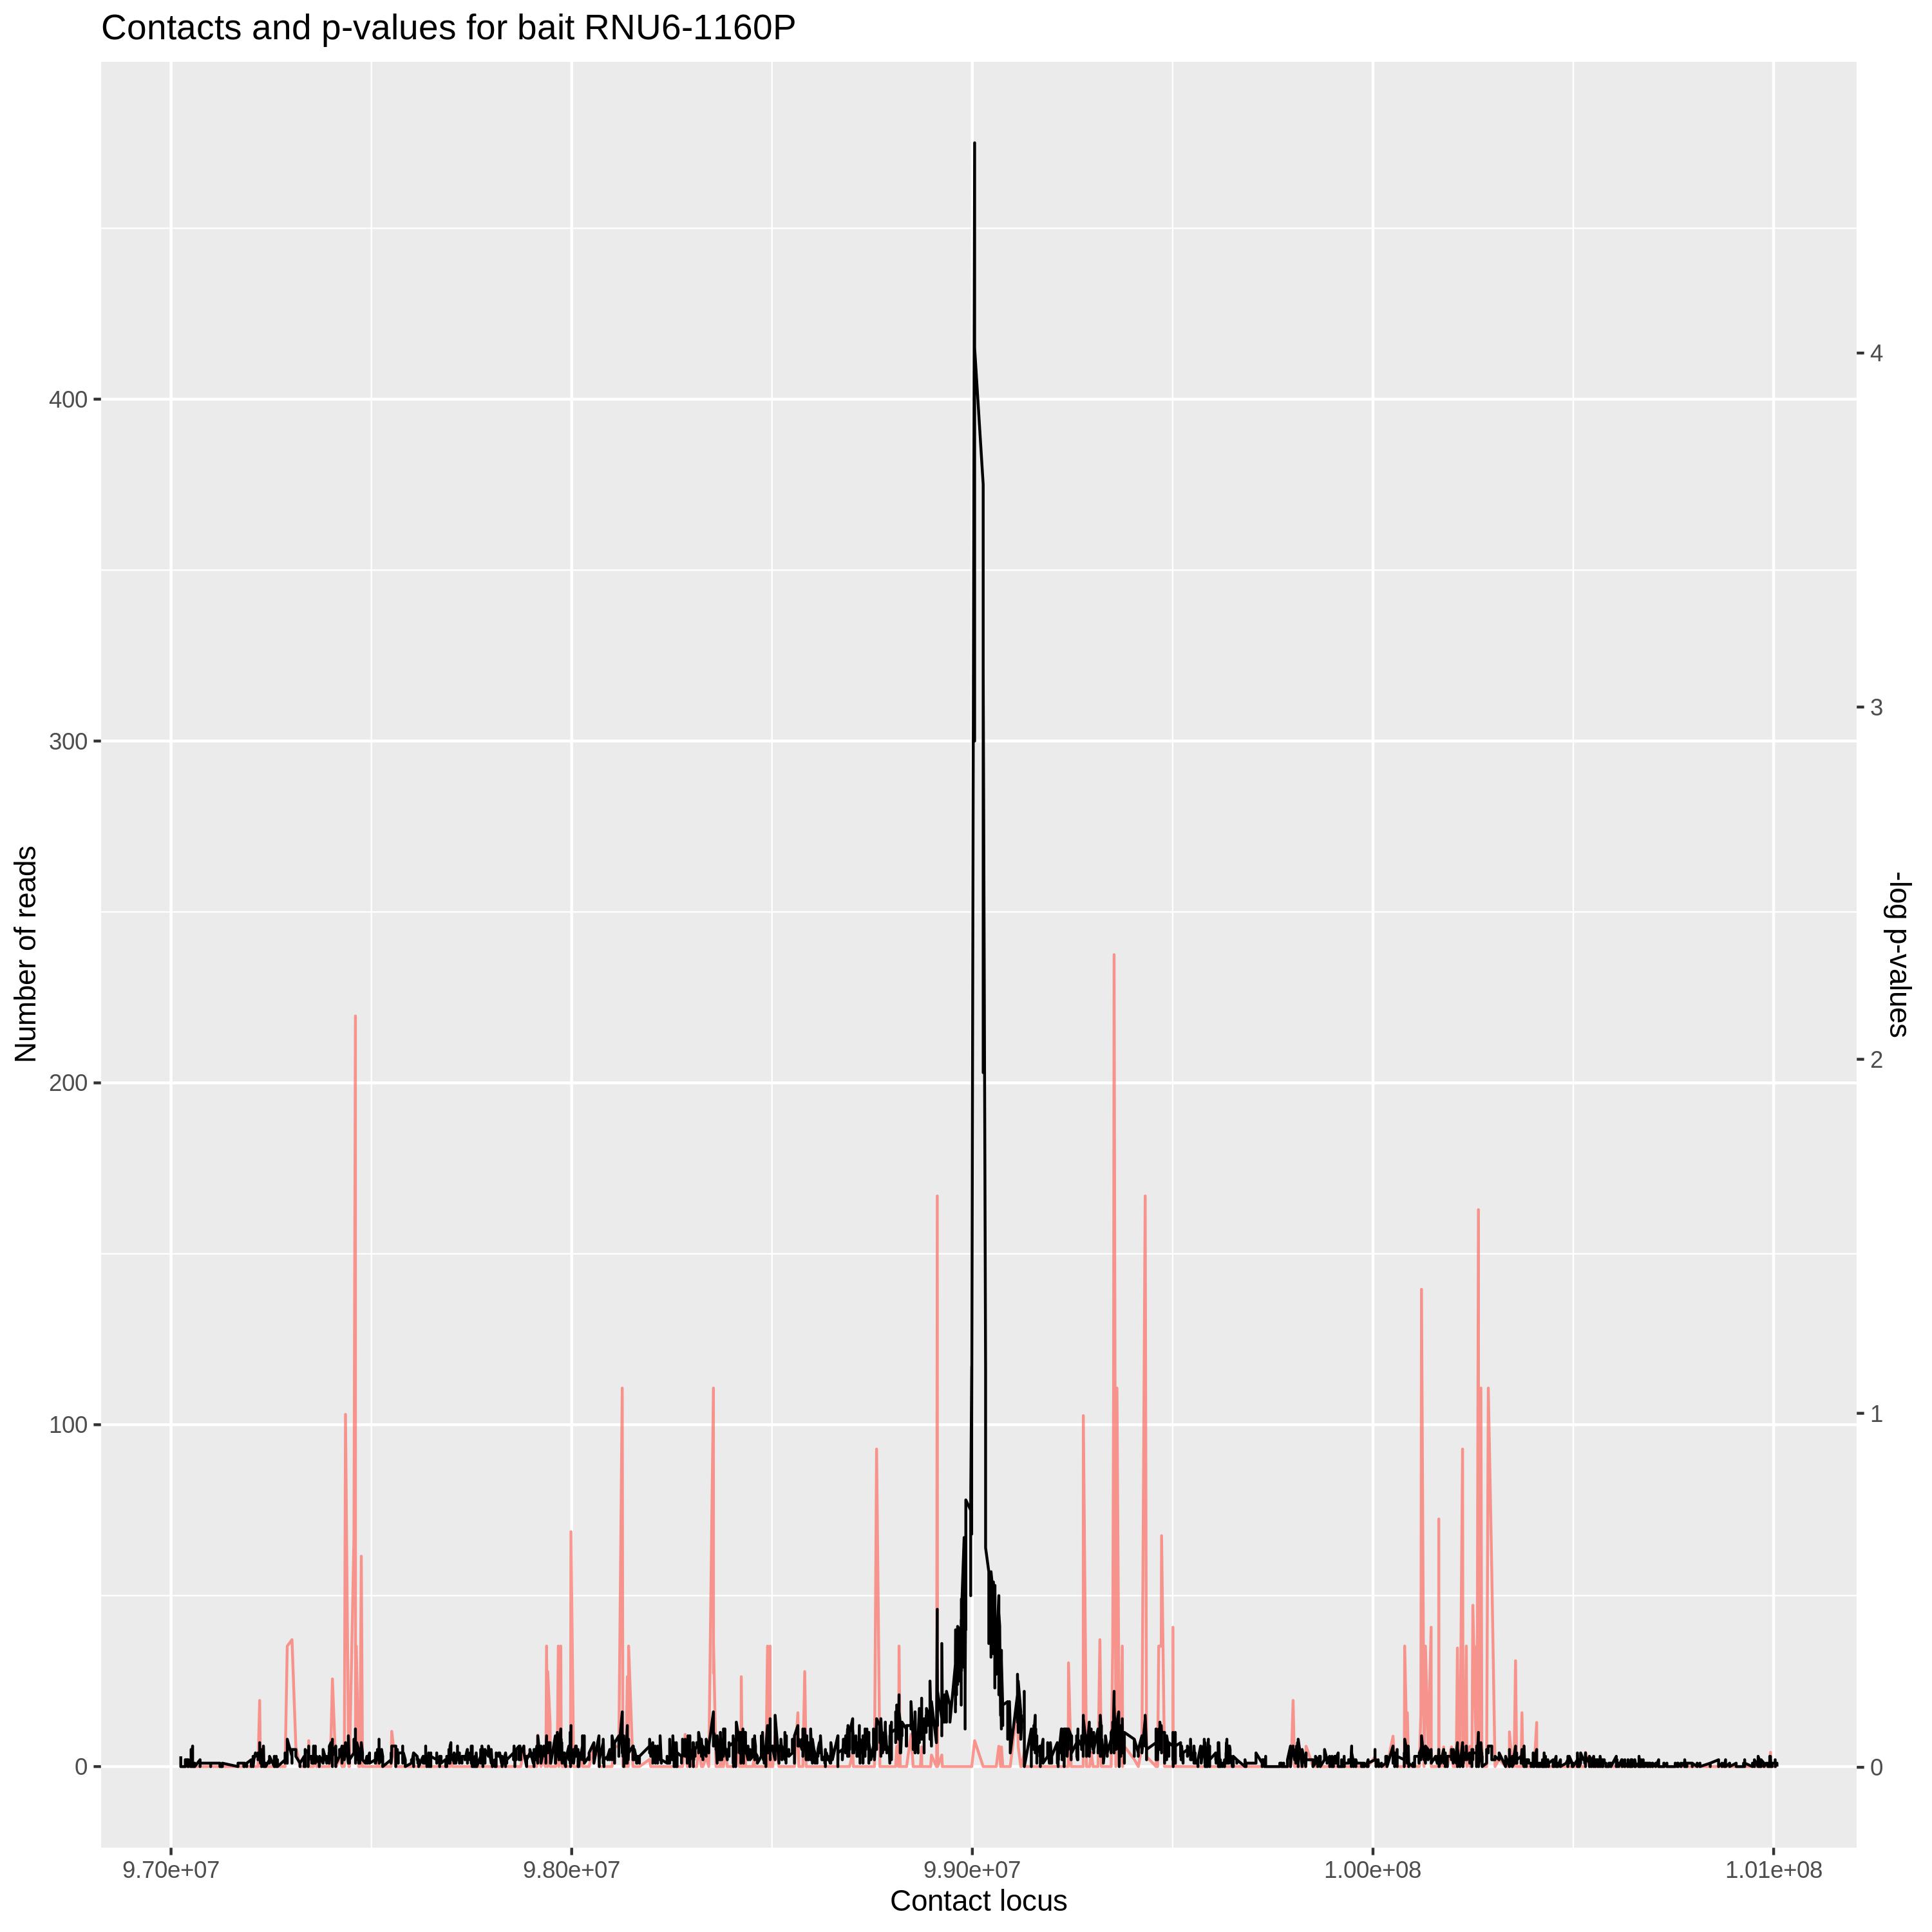 Contacts and p-values for bait RNU6-1160P
Number of reads
400
300
200
100
0
4
3
2
1
0
-log p-values
9.70e+07 9.80e+07 9.90e+07 1.00e+08 1.01e+08
Contact locus